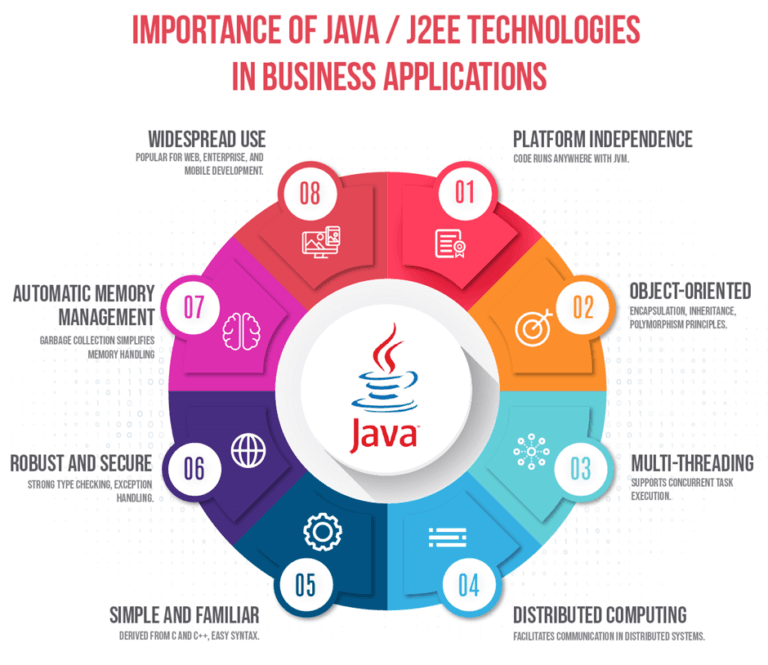 IMPORTANCE OF JAVA / J2EE TECHNOLOGIES
IN BUSINESS APPLICATIONS
01
PLATFORM INDEPENDENCE
CODE RUNS ANYWHERE WITH JVM.
02
OBJECT-ORIENTED
ENCAPSULATION, INHERITANCE,
POLYMORPHISM PRINCIPLES.
03
MULTI-THREADING
SUPPORTS CONCURRENT TASK
EXECUTION.
04
DISTRIBUTED COMPUTING
FACILITATES COMMUNICATION IN DISTRIBUTED SYSTEMS.
05
SIMPLE AND FAMILIAR
DERIVED FROM C AND C++, EASY SYNTAX.
06
ROBUST AND SECURE
STRONG TYPE CHECKING, EXCEPTION
HANDLING.
07
AUTOMATIC MEMORY
MANAGEMENT
GARBAGE COLLECTION SIMPLIFIES
MEMORY HANDLING
08
WIDESPREAD USE
POPULAR FOR WEB, ENTERPRISE, AND
MOBILE DEVELOPMENT.
Java